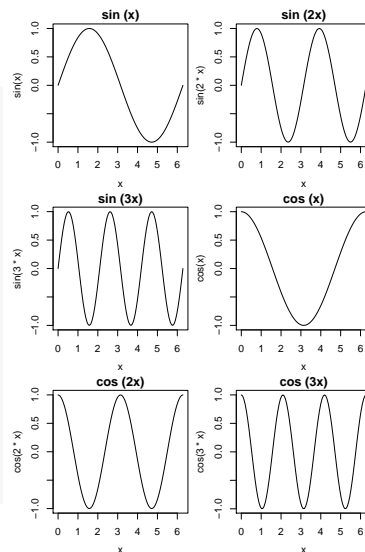 sin (x)
sin (2x)
sin(x)
−1.0 0.0 0.5 1.0
0 1 2 3 4 5 6
x
sin(2 * x)
−1.0 0.0 0.5 1.0
0 1 2 3 4 5 6
x
sin (3x)
cos (x)
sin(3 * x)
−1.0 0.0 0.5 1.0
0 1 2 3 4 5 6
x
cos(x)
−1.0 0.0 0.5 1.0
0 1 2 3 4 5 6
x
cos (2x)
cos (3x)
cos(2 * x)
−1.0 0.0 0.5 1.0
0 1 2 3 4 5 6
x
cos(3 * x)
−1.0 0.0 0.5 1.0
0 1 2 3 4 5 6
x